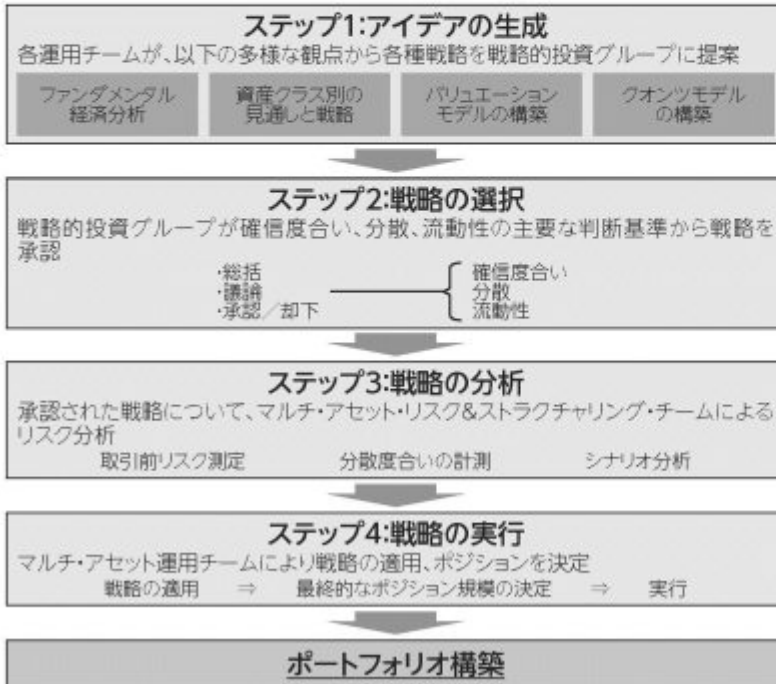 ステップ1:アイデアの生成
各運用チームが、以下の多様な観点から各種戦略を戦略的投資グループに提案
ファンダメンタル 資産クラス別の バリュエーション クオンツモデル
経済分析 見通しと戦略 モデルの構築 の構築
ステップ2:戦略の選択
戦略的投資グループが確信度合い、分散、流動性の主要な判断基準から戦略を
承認
・総括 確信度合い
・議論 分散
・承認/却下 流動性
ステップ3:戦略の分析
承認された戦略について、マルチ・アセット・リスク&ストラクチャリング・チームによる
リスク分析
取引前リスク測定 分散度合いの計測 シナリオ分析
ステップ4:戦略の実行
マルチ・アセット運用チームにより戦略の適用、ポジションを決定
戦略の適用 ⇒ 最終的なポジション規模の決定 ⇒ 実行
ポートフォリオ構築